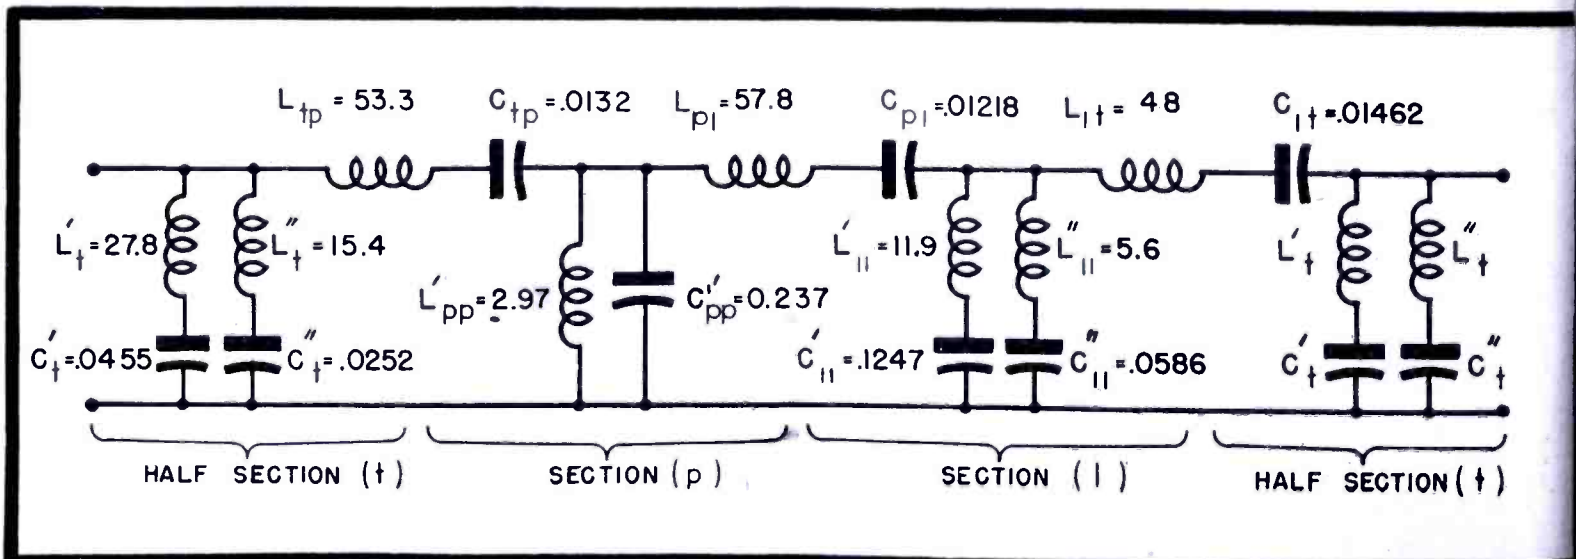 L_tp = 53.3
C_tp = .0132
L_p1 = 57.8
C_p1 = .01218
L_1t = 48
C_1t = .01462
L'_t = 27.8
L"_t = 15.4
L'_11 = 11.9
L"_11 = 5.6
L'_t
L"_t
L'_pp = 2.97
C"_pp = 0.237
C'_t = .0455
C"_t = .0252
C'_11 = .1247
C"_11 = .0586
C'_t
C"_t
HALF SECTION (t)
SECTION (p)
SECTION (1)
HALF SECTION (t)